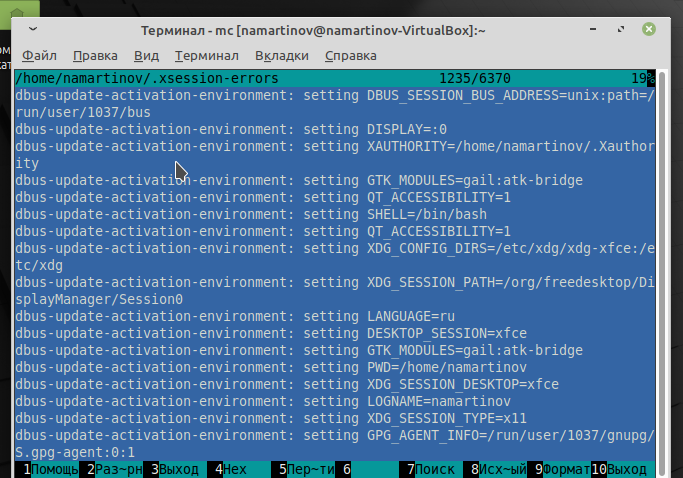 Терминал - mc [namartinov@namartinov-VirtualBox]:~
Файл Правка Вид Терминал Вкладки Справка
/home/namartinov/.xsession-errors 1235/6370 19%
dbus-update-activation-environment: setting DBUS_SESSION_BUS_ADDRESS=unix:path=/
run/user/1037/bus
dbus-update-activation-environment: setting DISPLAY=:0
dbus-update-activation-environment: setting XAUTHORITY=/home/namartinov/.Xauthor
ity
dbus-update-activation-environment: setting GTK_MODULES=gail:atk-bridge
dbus-update-activation-environment: setting QT_ACCESSIBILITY=1
dbus-update-activation-environment: setting SHELL=/bin/bash
dbus-update-activation-environment: setting QT_ACCESSIBILITY=1
dbus-update-activation-environment: setting XDG_CONFIG_DIRS=/etc/xdg/xdg-xfce:/e
tc/xdg
dbus-update-activation-environment: setting XDG_SESSION_PATH=/org/freedesktop/Di
splayManager/Session0
dbus-update-activation-environment: setting LANGUAGE=ru
dbus-update-activation-environment: setting DESKTOP_SESSION=xfce
dbus-update-activation-environment: setting GTK_MODULES=gail:atk-bridge
dbus-update-activation-environment: setting PWD=/home/namartinov
dbus-update-activation-environment: setting XDG_SESSION_DESKTOP=xfce
dbus-update-activation-environment: setting LOGNAME=namartinov
dbus-update-activation-environment: setting XDG_SESSION_TYPE=x11
dbus-update-activation-environment: setting GPG_AGENT_INFO=/run/user/1037/gnupg/
S.gpg-agent:0:1
1Помощь 2Раз~рн 3Выход 4Hex 5Пер~ти 6 7Поиск 8Исх~ый 9Формат 10Выход